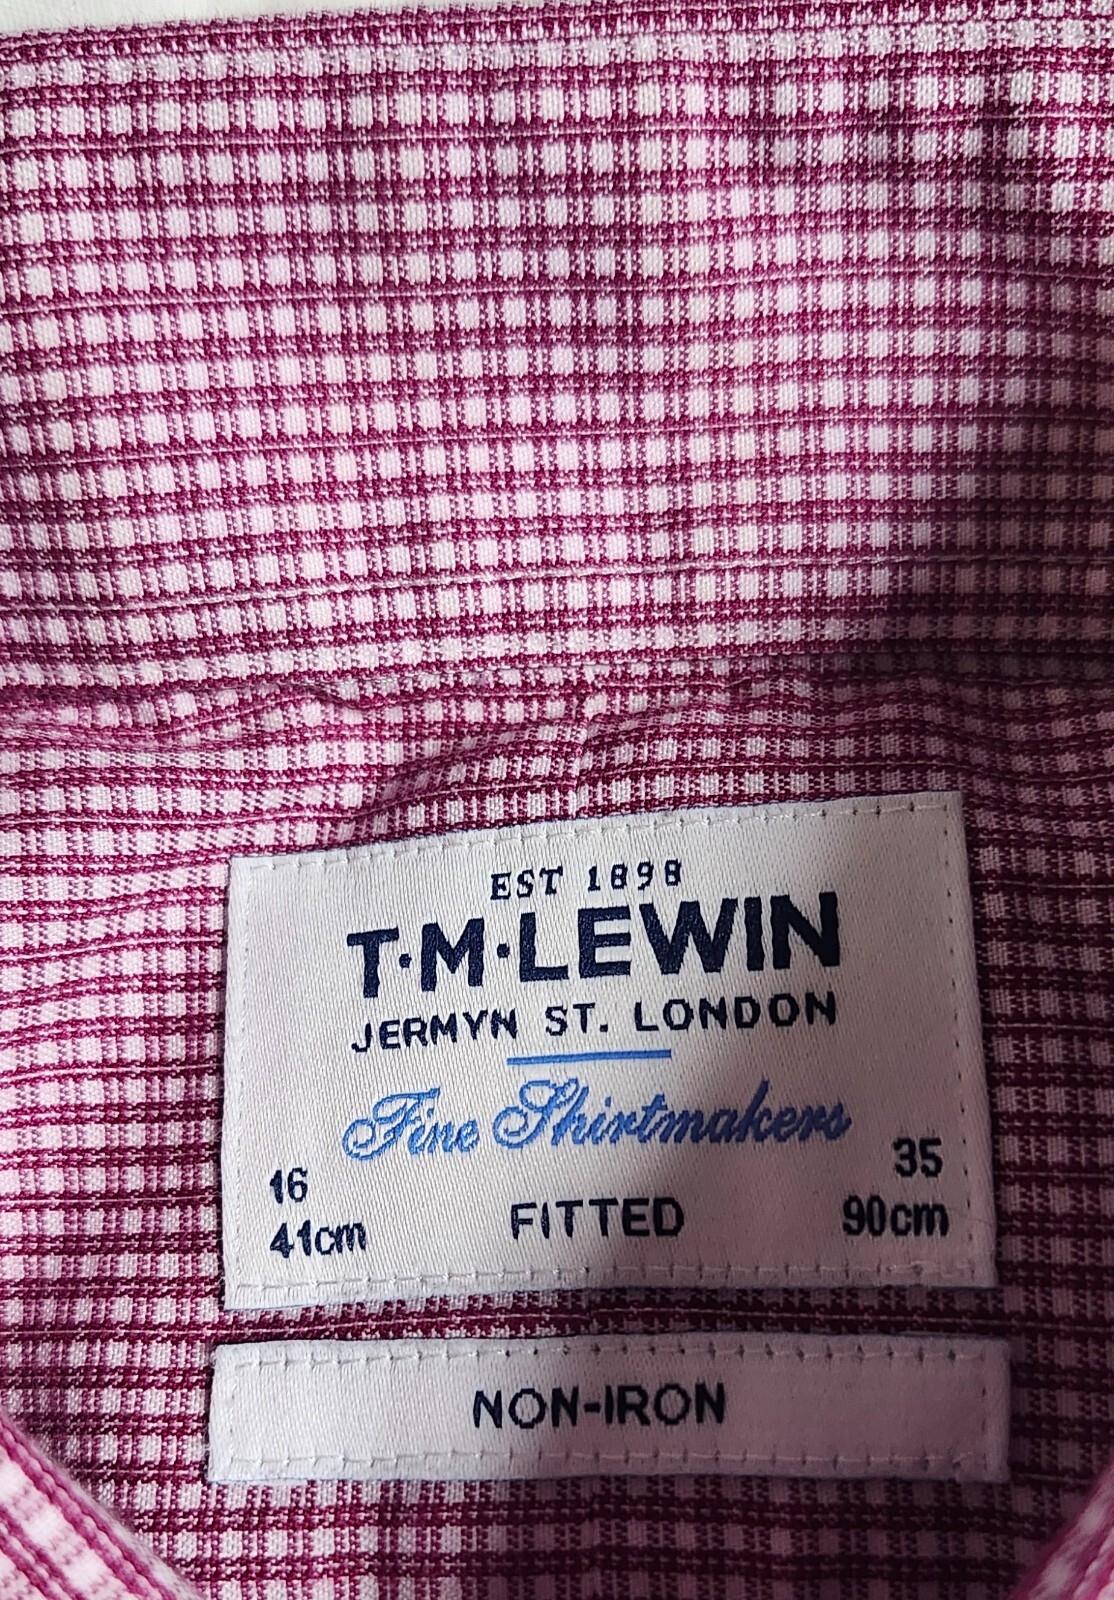 EST 1898
T·M·LEWIN
JERMYN ST. LONDON
Fine Shirtmakers
16 35
41cm FITTED 90cm
NON-IRON